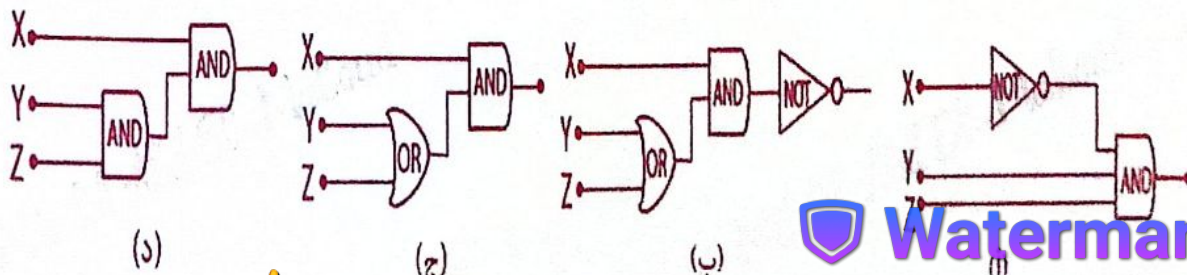 X AND
Y AND
Z
(د)
X AND
Y OR
Z
(ج)
X AND NOT
Y OR
Z
(ب)
X NOT
Y AND
Z
Watermar